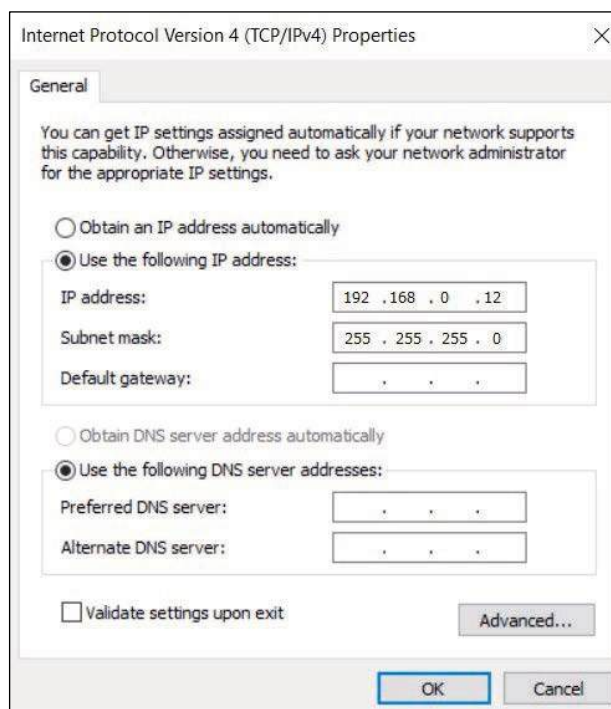 Internet Protocol Version 4 (TCP/IPv4) Properties
General
You can get IP settings assigned automatically if your network supports
this capability. Otherwise, you need to ask your network administrator
for the appropriate IP settings.
Obtain an IP address automatically
Use the following IP address:
IP address: 192 . 168 . 0 . 12
Subnet mask: 255 . 255 . 255 . 0
Default gateway: . . .
Obtain DNS server address automatically
Use the following DNS server addresses:
Preferred DNS server: . . .
Alternate DNS server: . . .
Validate settings upon exit Advanced...
OK Cancel